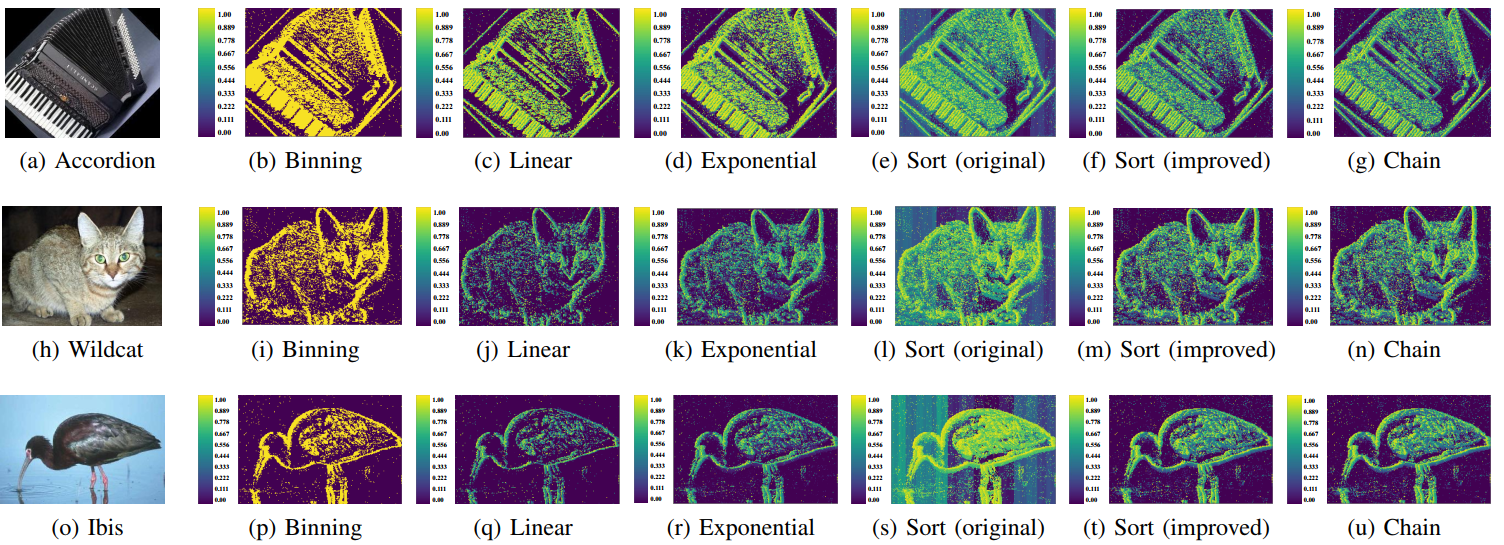 1.00 1.00 1.00 1.00 1.00 1.00
0.889 0.889 0.889 0.889 0.889 0.889
0.778 0.778 0.778 0.778 0.778 0.778
0.667 0.667 0.667 0.667 0.667 0.667
0.556 0.556 0.556 0.556 0.556 0.556
0.444 0.444 0.444 0.444 0.444 0.444
0.333 0.333 0.333 0.333 0.333 0.333
0.222 0.222 0.222 0.222 0.222 0.222
0.111 0.111 0.111 0.111 0.111 0.111
0.00 0.00 0.00 0.00 0.00 0.00
(a) Accordion (b) Binning (c) Linear (d) Exponential (e) Sort (original) (f) Sort (improved) (g) Chain
1.00 1.00 1.00 1.00 1.00 1.00
0.889 0.889 0.889 0.889 0.889 0.889
0.778 0.778 0.778 0.778 0.778 0.778
0.667 0.667 0.667 0.667 0.667 0.667
0.556 0.556 0.556 0.556 0.556 0.556
0.444 0.444 0.444 0.444 0.444 0.444
0.333 0.333 0.333 0.333 0.333 0.333
0.222 0.222 0.222 0.222 0.222 0.222
0.111 0.111 0.111 0.111 0.111 0.111
0.00 0.00 0.00 0.00 0.00 0.00
(h) Wildcat (i) Binning (j) Linear (k) Exponential (l) Sort (original) (m) Sort (improved) (n) Chain
1.00 1.00 1.00 1.00 1.00 1.00
0.889 0.889 0.889 0.889 0.889 0.889
0.778 0.778 0.778 0.778 0.778 0.778
0.667 0.667 0.667 0.667 0.667 0.667
0.556 0.556 0.556 0.556 0.556 0.556
0.444 0.444 0.444 0.444 0.444 0.444
0.333 0.333 0.333 0.333 0.333 0.333
0.222 0.222 0.222 0.222 0.222 0.222
0.111 0.111 0.111 0.111 0.111 0.111
0.00 0.00 0.00 0.00 0.00 0.00
(o) Ibis (p) Binning (q) Linear (r) Exponential (s) Sort (original) (t) Sort (improved) (u) Chain